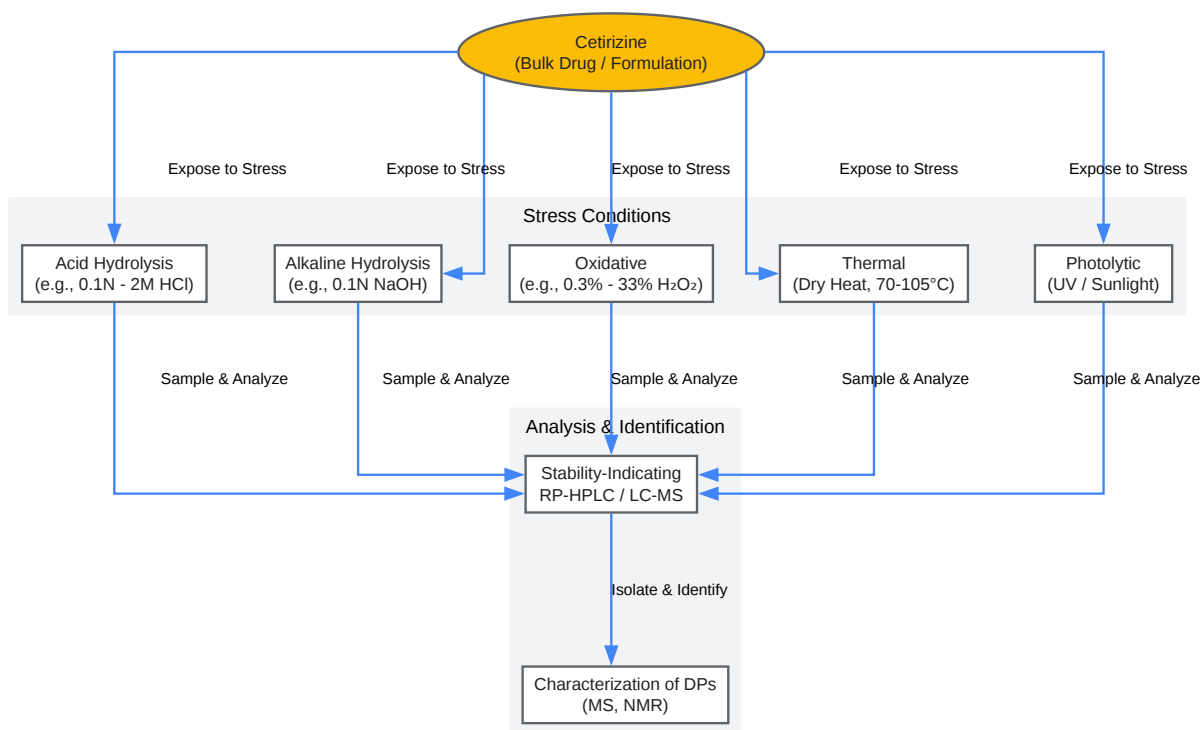 Cetirizine
(Bulk Drug / Formulation)
Expose to Stress
Expose to Stress
Expose to Stress
Expose to Stress
Expose to Stress
Stress Conditions
Acid Hydrolysis
(e.g., 0.1N - 2M HCl)
Alkaline Hydrolysis
(e.g., 0.1N NaOH)
Oxidative
(e.g., 0.3% - 33% H₂O₂)
Thermal
(Dry Heat, 70-105°C)
Photolytic
(UV / Sunlight)
Sample & Analyze
Sample & Analyze
Sample & Analyze
Sample & Analyze
Sample & Analyze
Analysis & Identification
Stability-Indicating
RP-HPLC / LC-MS
Isolate & Identify
Characterization of DPs
(MS, NMR)